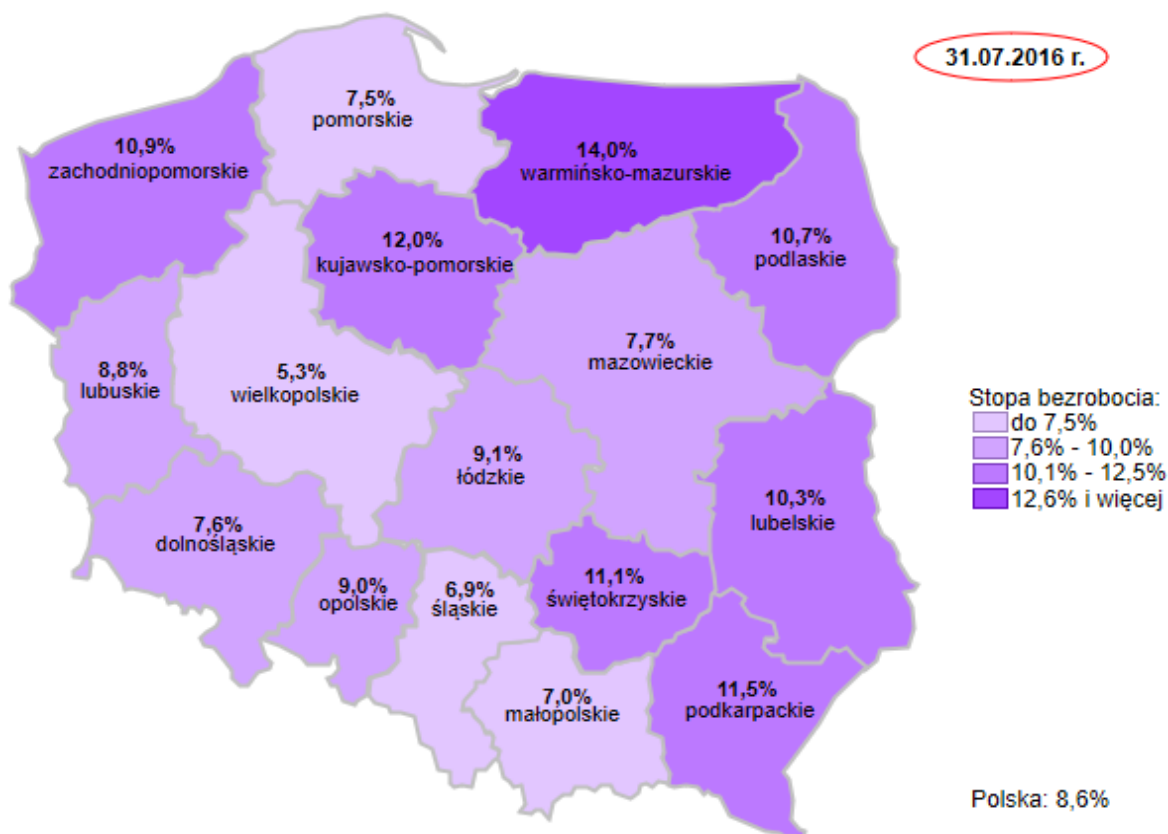 31.07.2016 r.
7,5%
pomorskie
10,9%
zachodniopomorskie
14,0%
warmińsko-mazurskie
12,0%
kujawsko-pomorskie
10,7%
podlaskie
7,7%
mazowieckie
8,8%
lubuskie
5,3%
wielkopolskie
Stopa bezrobocia:
do 7,5%
7,6% - 10,0%
10,1% - 12,5%
12,6% i więcej
9,1%
łódzkie
10,3%
lubelskie
7,6%
dolnośląskie
9,0%
opolskie
6,9%
śląskie
11,1%
świętokrzyskie
7,0%
małopolskie
11,5%
podkarpackie
Polska: 8,6%